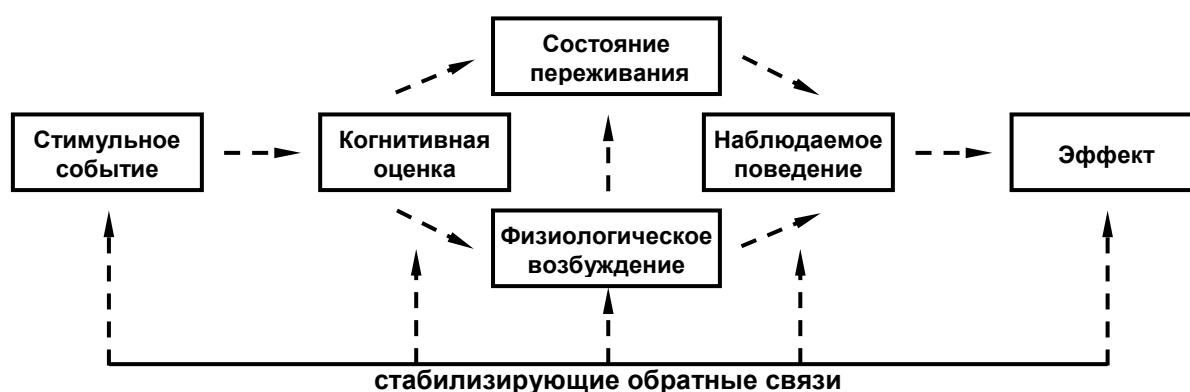 Состояние
переживания
Стимульное
событие
Когнитивная
оценка
Наблюдаемое
поведение
Эффект
Физиологическое
возбуждение
стабилизирующие обратные связи